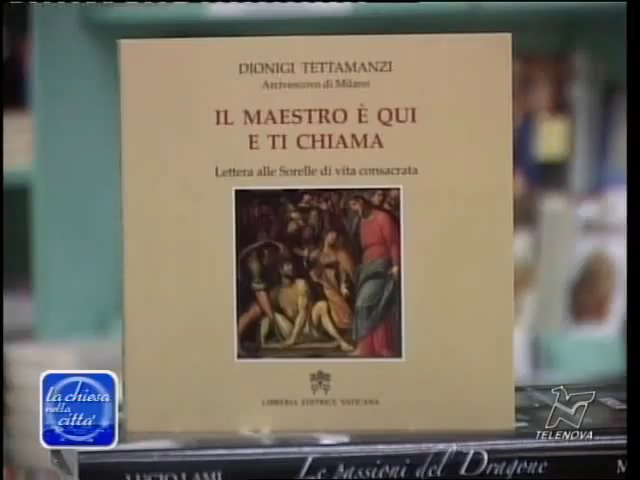 DIONIGI TETTAMANZI
Arcivescovo di Milano
IL MAESTRO È QUI
E TI CHIAMA
Lettera alle Sorelle di vita consacrata
LIBRERIA EDITRICE VATICANA
la chiesa
nella
città
TELENOVA
LUCIO LAMI
Le passioni del Dragone
M